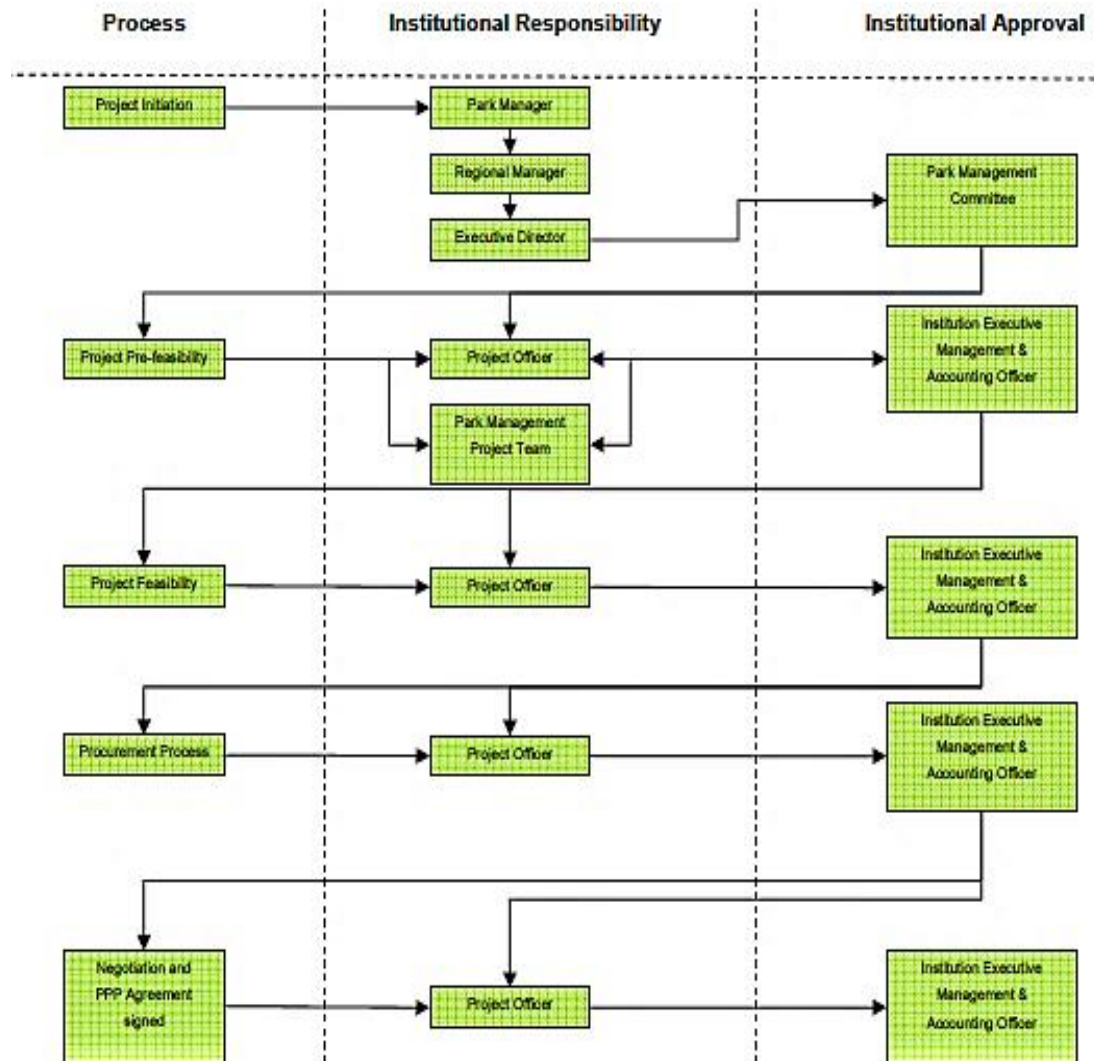 Process
Institutional Responsibility
Institutional Approval
Project Initiation
Park Manager
Regional Manager
Executive Director
Park Management
Committee
Project Pre-feasibility
Project Officer
Park Management
Project Team
Institution Executive
Management &
Accounting Officer
Project Feasibility
Project Officer
Institution Executive
Management &
Accounting Officer
Procurement Process
Project Officer
Institution Executive
Management &
Accounting Officer
Negotiation and
PPP Agreement
signed
Project Officer
Institution Executive
Management &
Accounting Officer